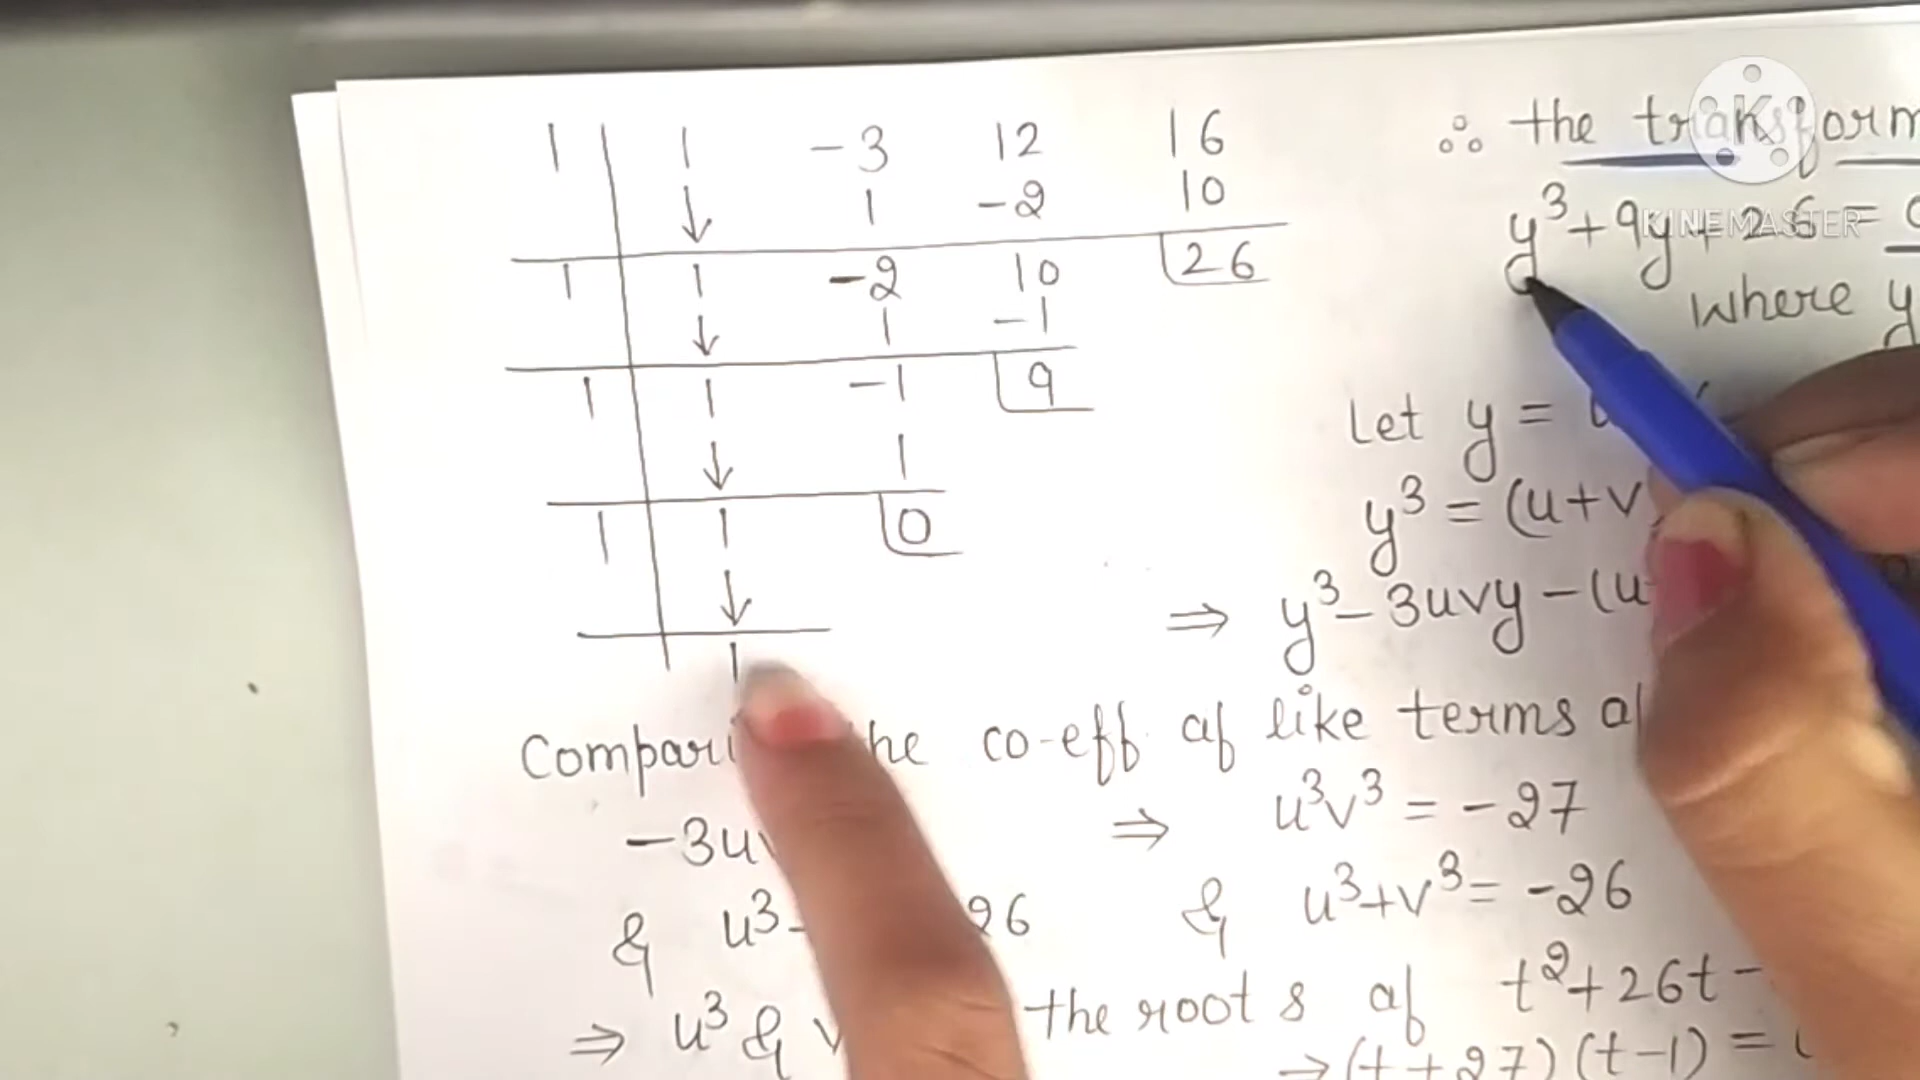 1 1 -3 12 16
↓ 1 -2 10
1 1 -2 10 26
↓ 1 -1
1 1 -1 9
↓ 1
1 1 0
↓
1
∴ the transform
y³+9y+26 =
where y
Let y =
y³ = (u+v
⇒ y³-3uvy-(u
the co-eff of like terms of
-3u ⇒ u³v³ = -27
& u³- 26 & u³+v³= -26
⇒ u³ & v the roots of t²+26t-
⇒(t+27)(t-1) =
K
KINEMASTER